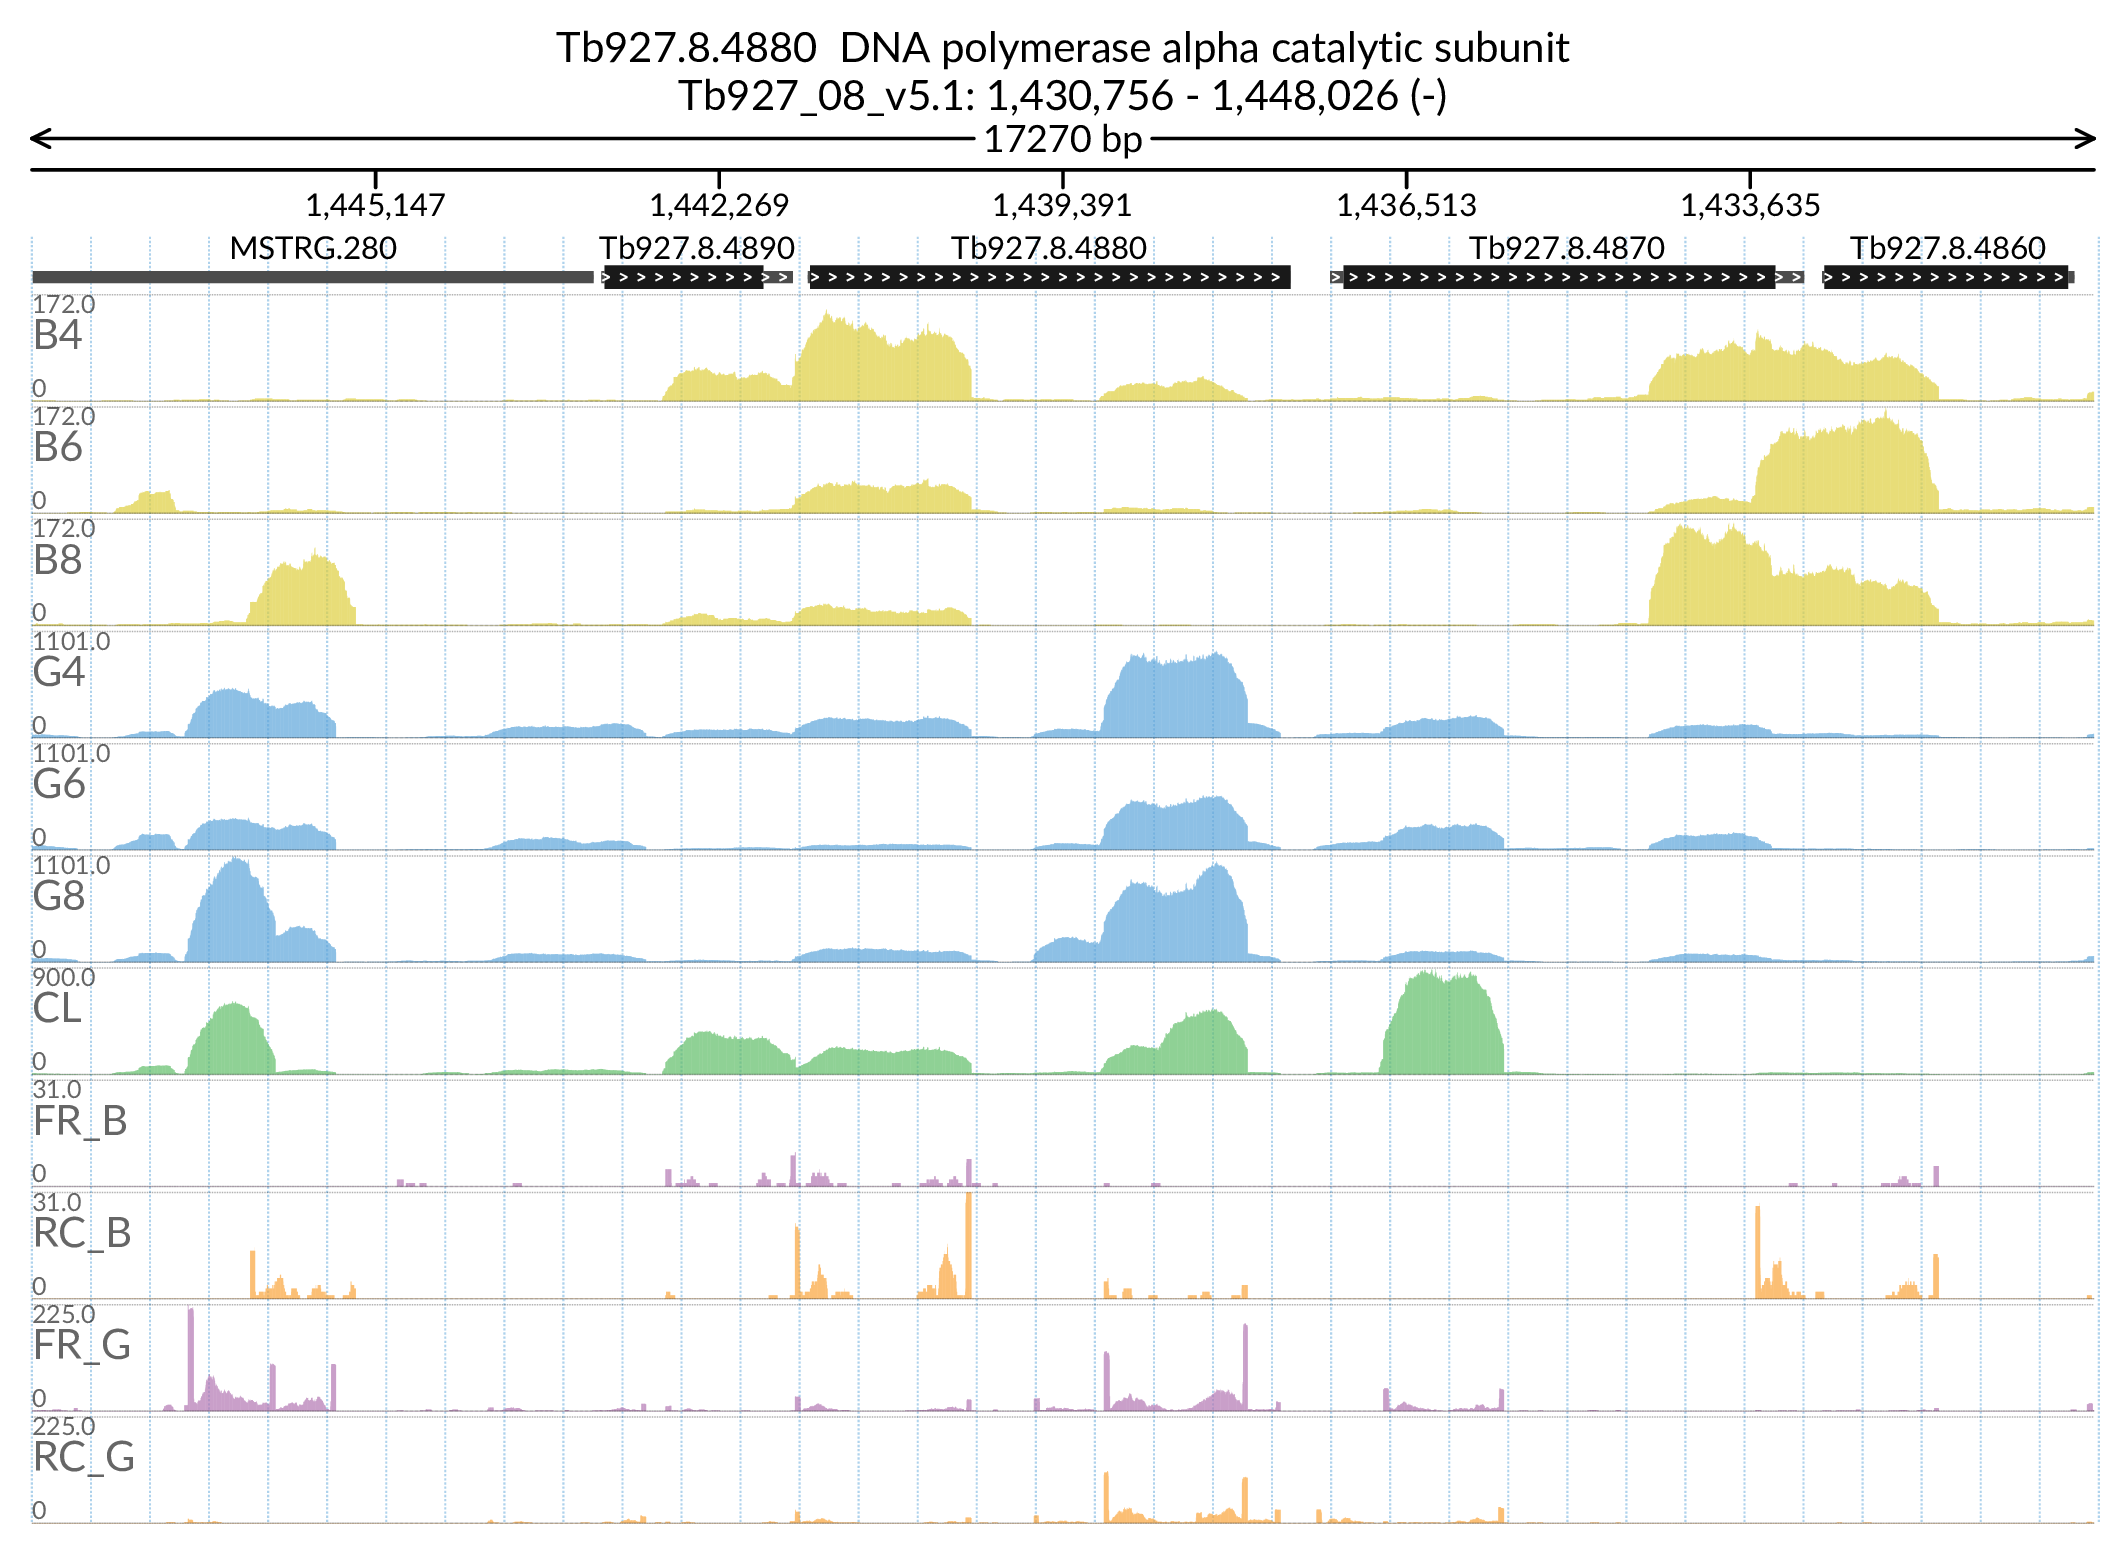 Tb927.8.4880  DNA polymerase alpha catalytic subunit
Tb927_08_v5.1: 1,430,756 - 1,448,026 (-)
17270 bp
1,445,147 1,442,269 1,439,391 1,436,513 1,433,635
MSTRG.280 Tb927.8.4890 Tb927.8.4880 Tb927.8.4870 Tb927.8.4860
172.0
B4
0
172.0
B6
0
172.0
B8
0
1101.0
G4
0
1101.0
G6
0
1101.0
G8
0
900.0
CL
0
31.0
FR_B
0
31.0
RC_B
0
225.0
FR_G
0
225.0
RC_G
0